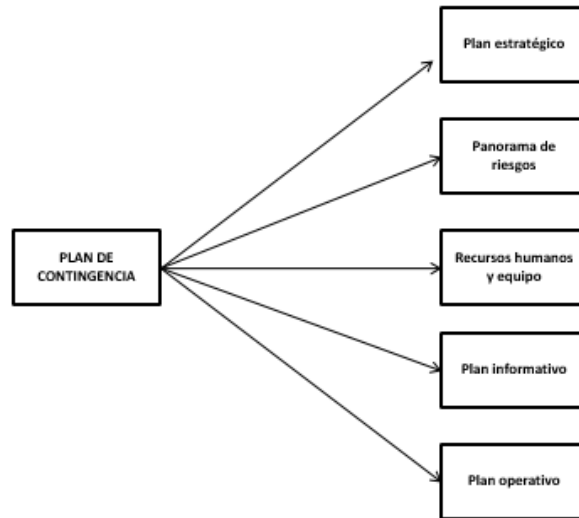 Plan estratégico
Panorama de
riesgos
PLAN DE
CONTINGENCIA
Recursos humanos
y equipo
Plan informativo
Plan operativo